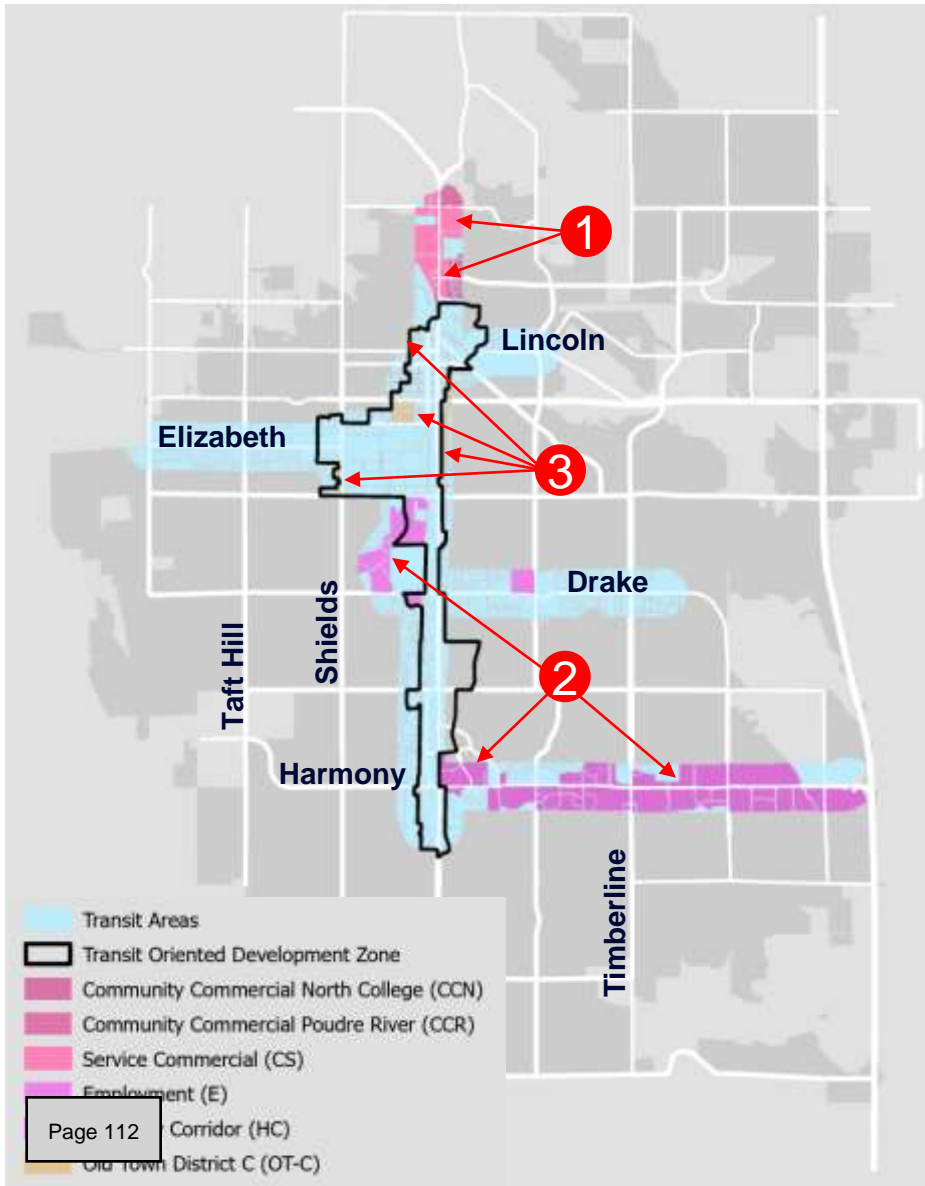 1
Lincoln
Elizabeth
3
Drake
Shields
Taft Hill
2
Harmony
Timberline
Transit Areas
Transit Oriented Development Zone
Community Commercial North College (CCN)
Community Commercial Poudre River (CCR)
Service Commercial (CS)
Employment (E)
Corridor (HC)
Old Town District C (OT-C)
Page 112